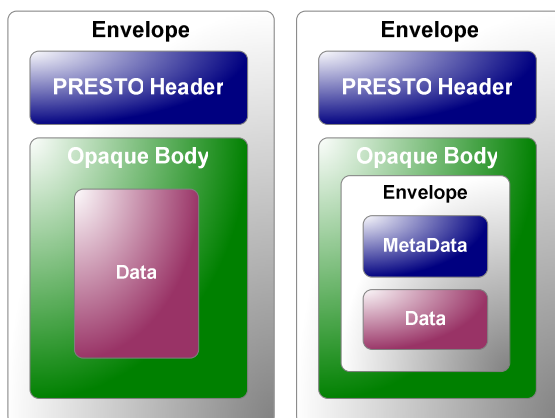 Envelope
PRESTO Header
Opaque Body
Data
Envelope
PRESTO Header
Opaque Body
Envelope
MetaData
Data